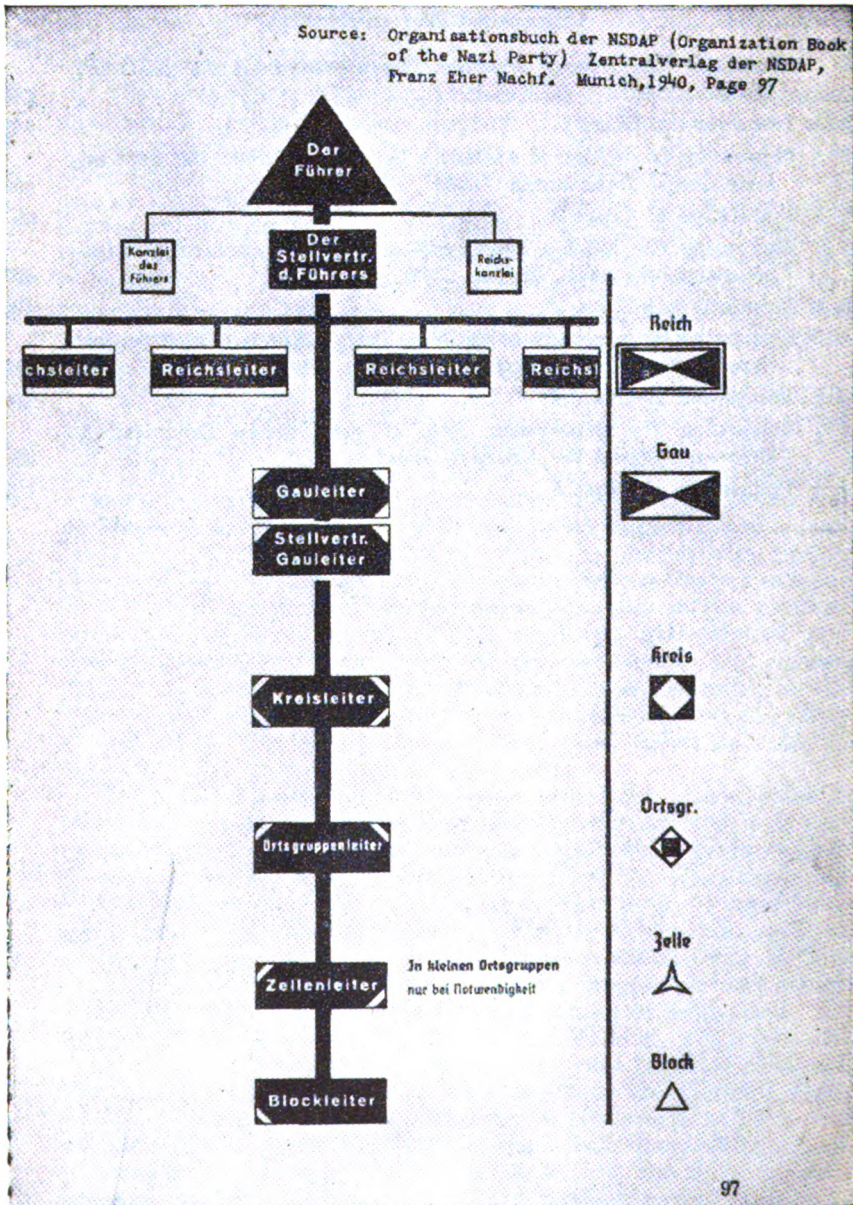 Source: Organisationsbuch der NSDAP (Organization Book
of the Nazi Party) Zentralverlag der NSDAP,
Franz Eher Nachf. Munich,1940, Page 97
Der
Führer
Kanzlei
des
Führers
Der
Stellvertr.
d. Führers
Reichs-
kanzlei
Reich
chsleiter
Reichsleiter
Reichsleiter
Reichsl
Gau
Gauleiter
Stellvertr.
Gauleiter
Kreis
Kreisleiter
Ortsgr.
Ortsgruppenleiter
Zelle
In kleinen Ortsgruppen
nur bei Notwendigkeit
Zellenleiter
Block
Blockleiter
97